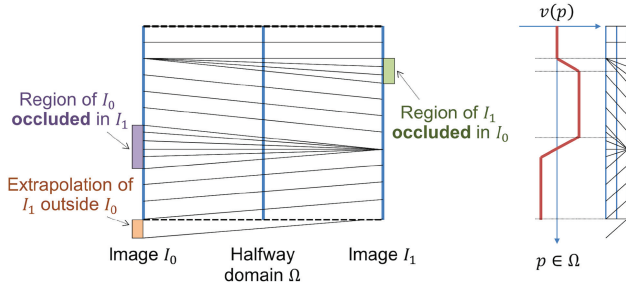 v(p)
Region of I₀
occluded in I₁
Region of I₁
occluded in I₀
Extrapolation of
I₁ outside I₀
Image I₀
Halfway
domain Ω
Image I₁
p ∈ Ω